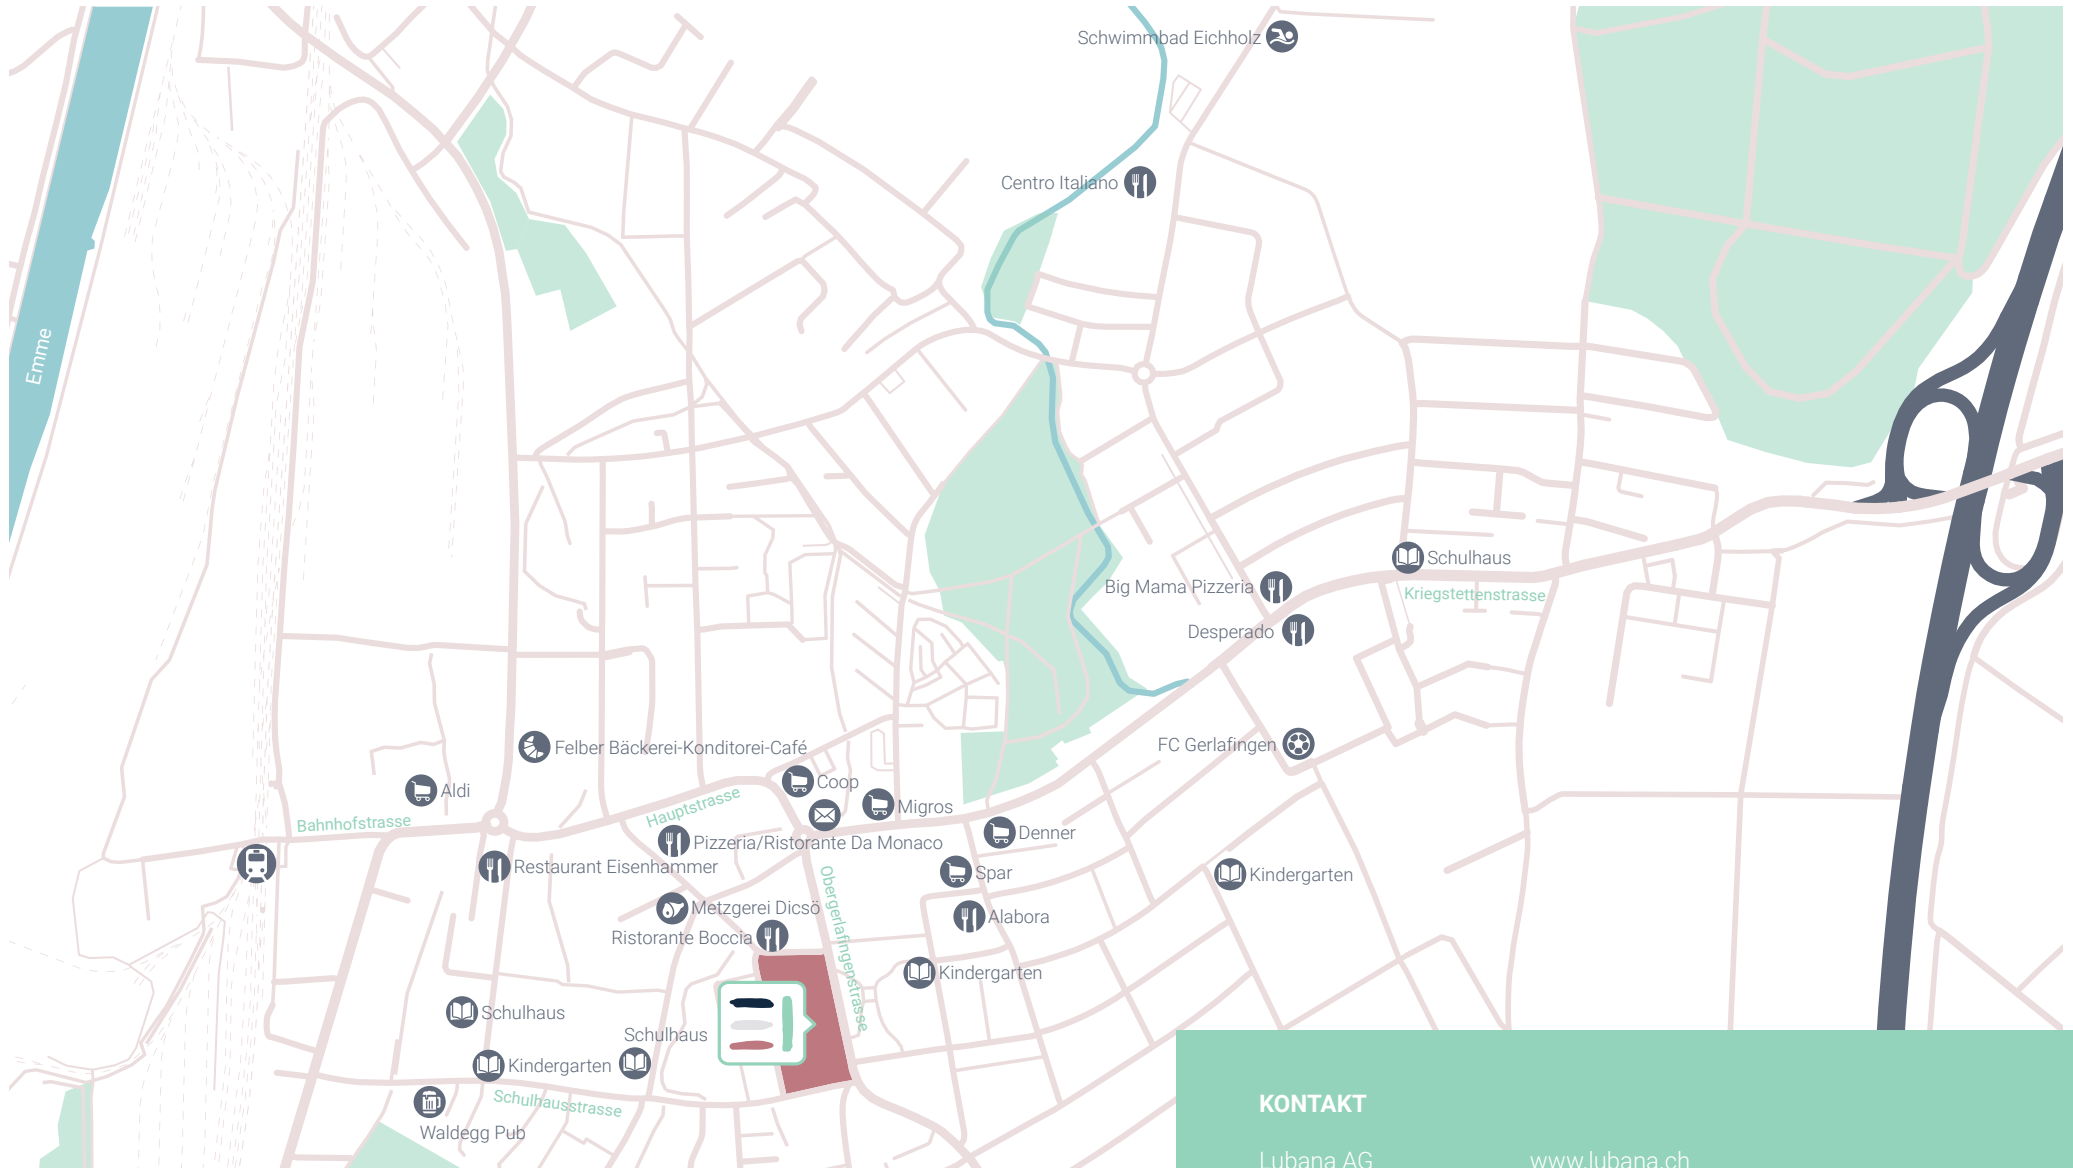 Schwimmbad Eichholz
Centro Italiano
Emme
Schulhaus
Big Mama Pizzeria
Kriegstettenstrasse
Desperado
FC Gerlafingen
Felber Bäckerei-Konditorei-Café
Coop
Aldi
Hauptstrasse
Migros
Bahnhofstrasse
Denner
Pizzeria/Ristorante Da Monaco
Restaurant Eisenhammer
Spar
Kindergarten
Metzgerei Dicsö
Alabora
Ristorante Boccia
Obergerlafingenstrasse
Kindergarten
Schulhaus
Schulhaus
Kindergarten
Schulhausstrasse
Waldegg Pub
KONTAKT
Lubana AG
www.lubana.ch